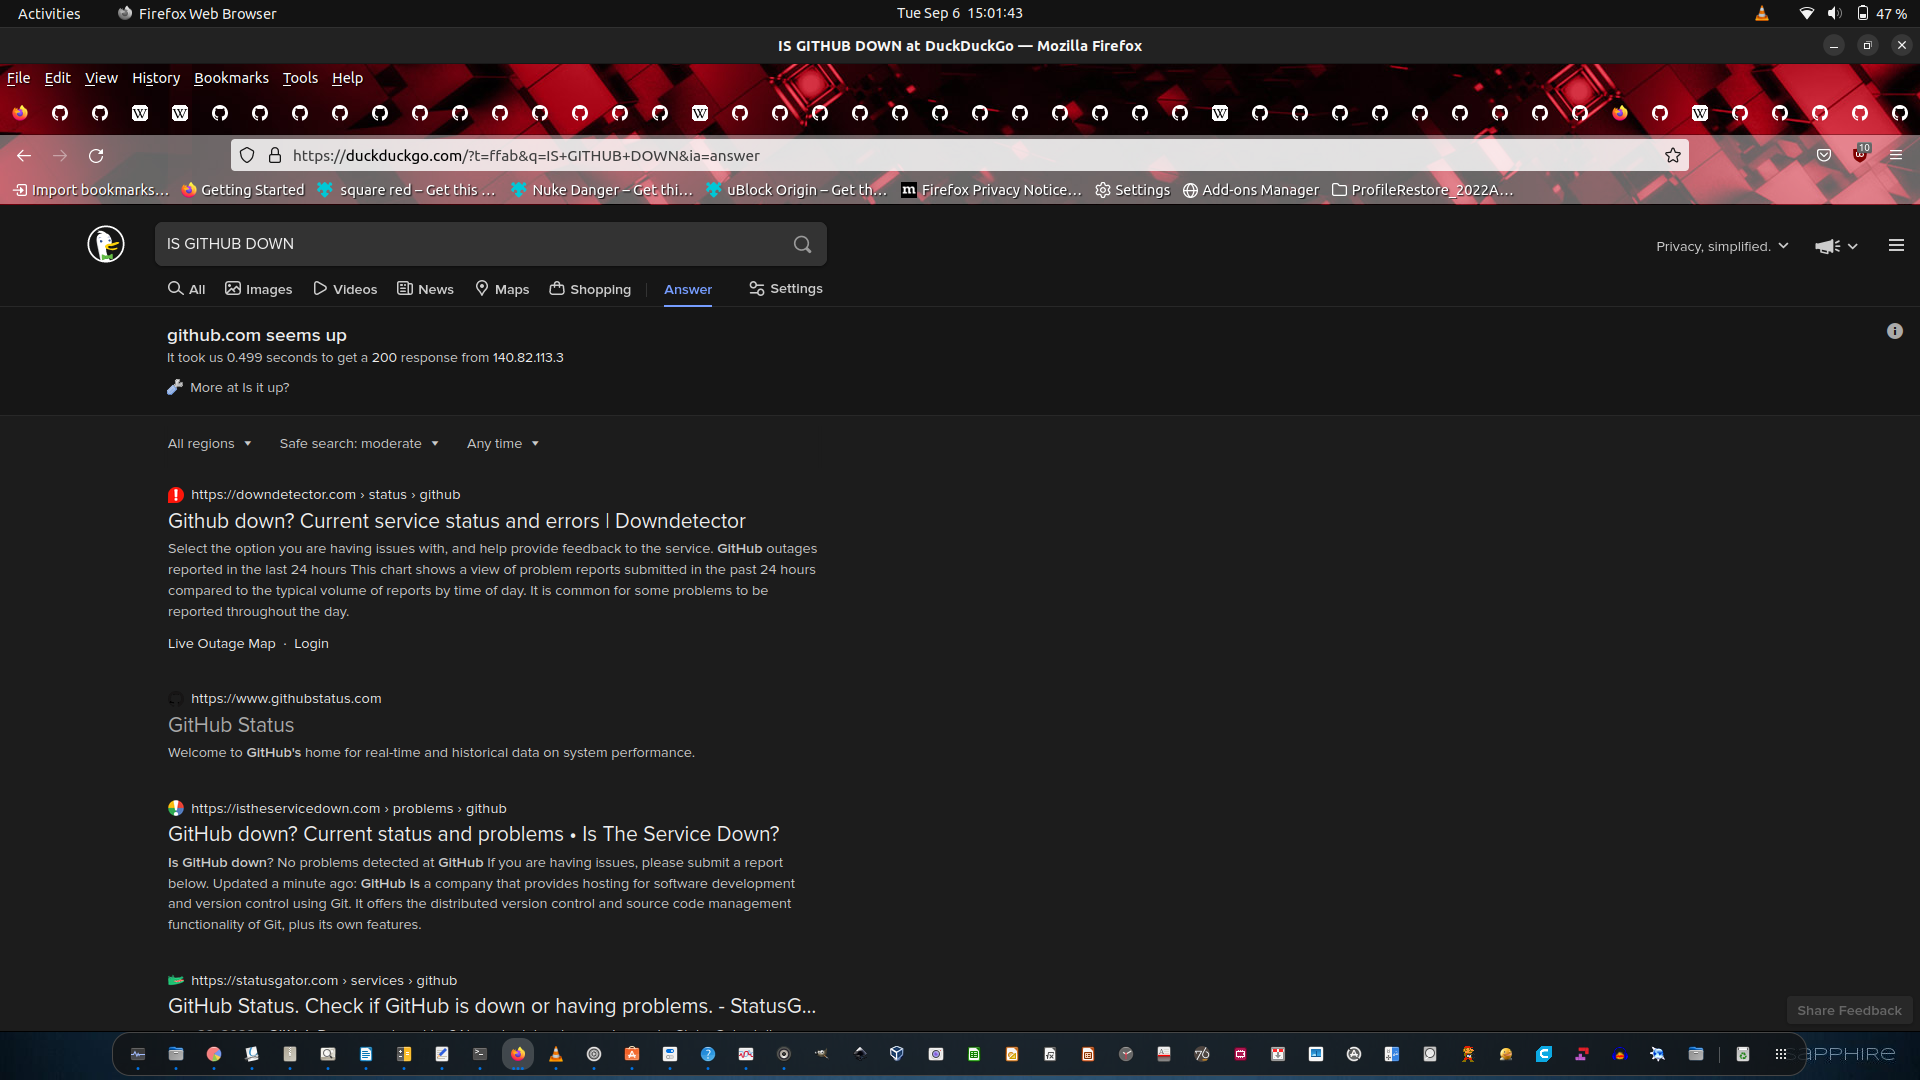 Activities Firefox Web Browser Tue Sep 6 15:01:43 47 %
IS GITHUB DOWN at DuckDuckGo — Mozilla Firefox
File Edit View History Bookmarks Tools Help
https://duckduckgo.com/?t=ffab&q=IS+GITHUB+DOWN&ia=answer 10
Import bookmarks… Getting Started square red – Get this … Nuke Danger – Get thi… uBlock Origin – Get th… m Firefox Privacy Notice… Settings Add-ons Manager ProfileRestore_2022A…
IS GITHUB DOWN
Privacy, simplified.
All Images Videos News Maps Shopping Answer Settings
github.com seems up
It took us 0.499 seconds to get a 200 response from 140.82.113.3
More at Is it up?
All regions Safe search: moderate Any time
https://downdetector.com › status › github
Github down? Current service status and errors | Downdetector
Select the option you are having issues with, and help provide feedback to the service. GitHub outages
reported in the last 24 hours This chart shows a view of problem reports submitted in the past 24 hours
compared to the typical volume of reports by time of day. It is common for some problems to be
reported throughout the day.
Live Outage Map · Login
https://www.githubstatus.com
GitHub Status
Welcome to GitHub's home for real-time and historical data on system performance.
https://istheservicedown.com › problems › github
GitHub down? Current status and problems • Is The Service Down?
Is GitHub down? No problems detected at GitHub If you are having issues, please submit a report
below. Updated a minute ago: GitHub is a company that provides hosting for software development
and version control using Git. It offers the distributed version control and source code management
functionality of Git, plus its own features.
https://statusgator.com › services › github
GitHub Status. Check if GitHub is down or having problems. - StatusG...
Share Feedback
76
SAPPHIRE